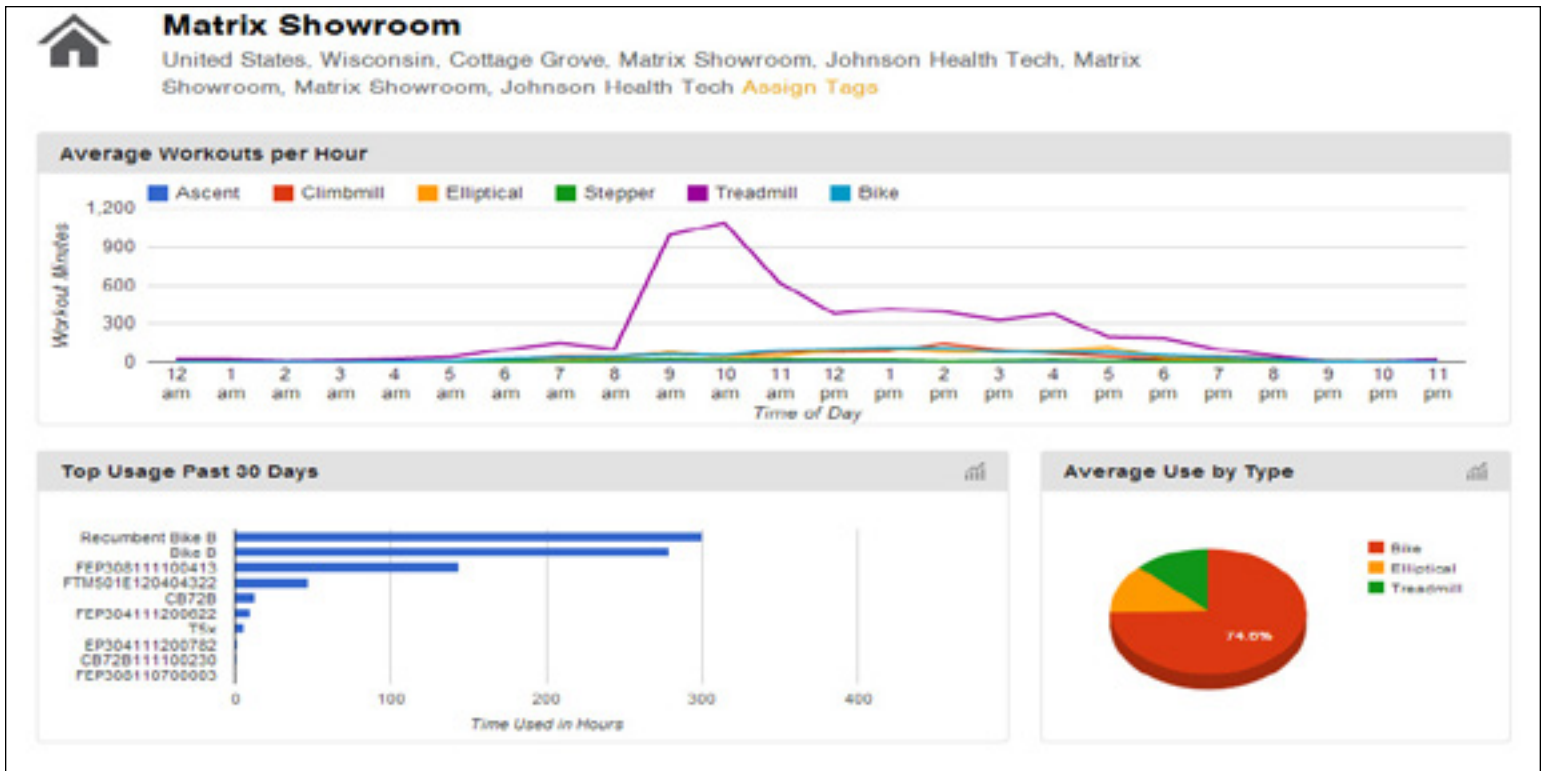 Matrix Showroom
United States, Wisconsin, Cottage Grove, Matrix Showroom, Johnson Health Tech, Matrix
Showroom, Matrix Showroom, Johnson Health Tech Assign Tags
Average Workouts per Hour
Ascent Climbmill Elliptical Stepper Treadmill Bike
Workout Minutes
1,200
900
600
300
0
12 1 2 3 4 5 6 7 8 9 10 11 12 1 2 3 4 5 6 7 8 9 10 11
am am am am am am am am am am am am pm pm pm pm pm pm pm pm pm pm pm pm
Time of Day
Top Usage Past 30 Days
Recumbent Bike B
FEP308111100413
FTM501E120404322
CB72B
FEP304111200622
T5x
EP304111200782
CB72B111100230
FEP308110700003
0 100 200 300 400
Time Used in Hours
Average Use by Type
Bike
Elliptical
Treadmill
74.6%